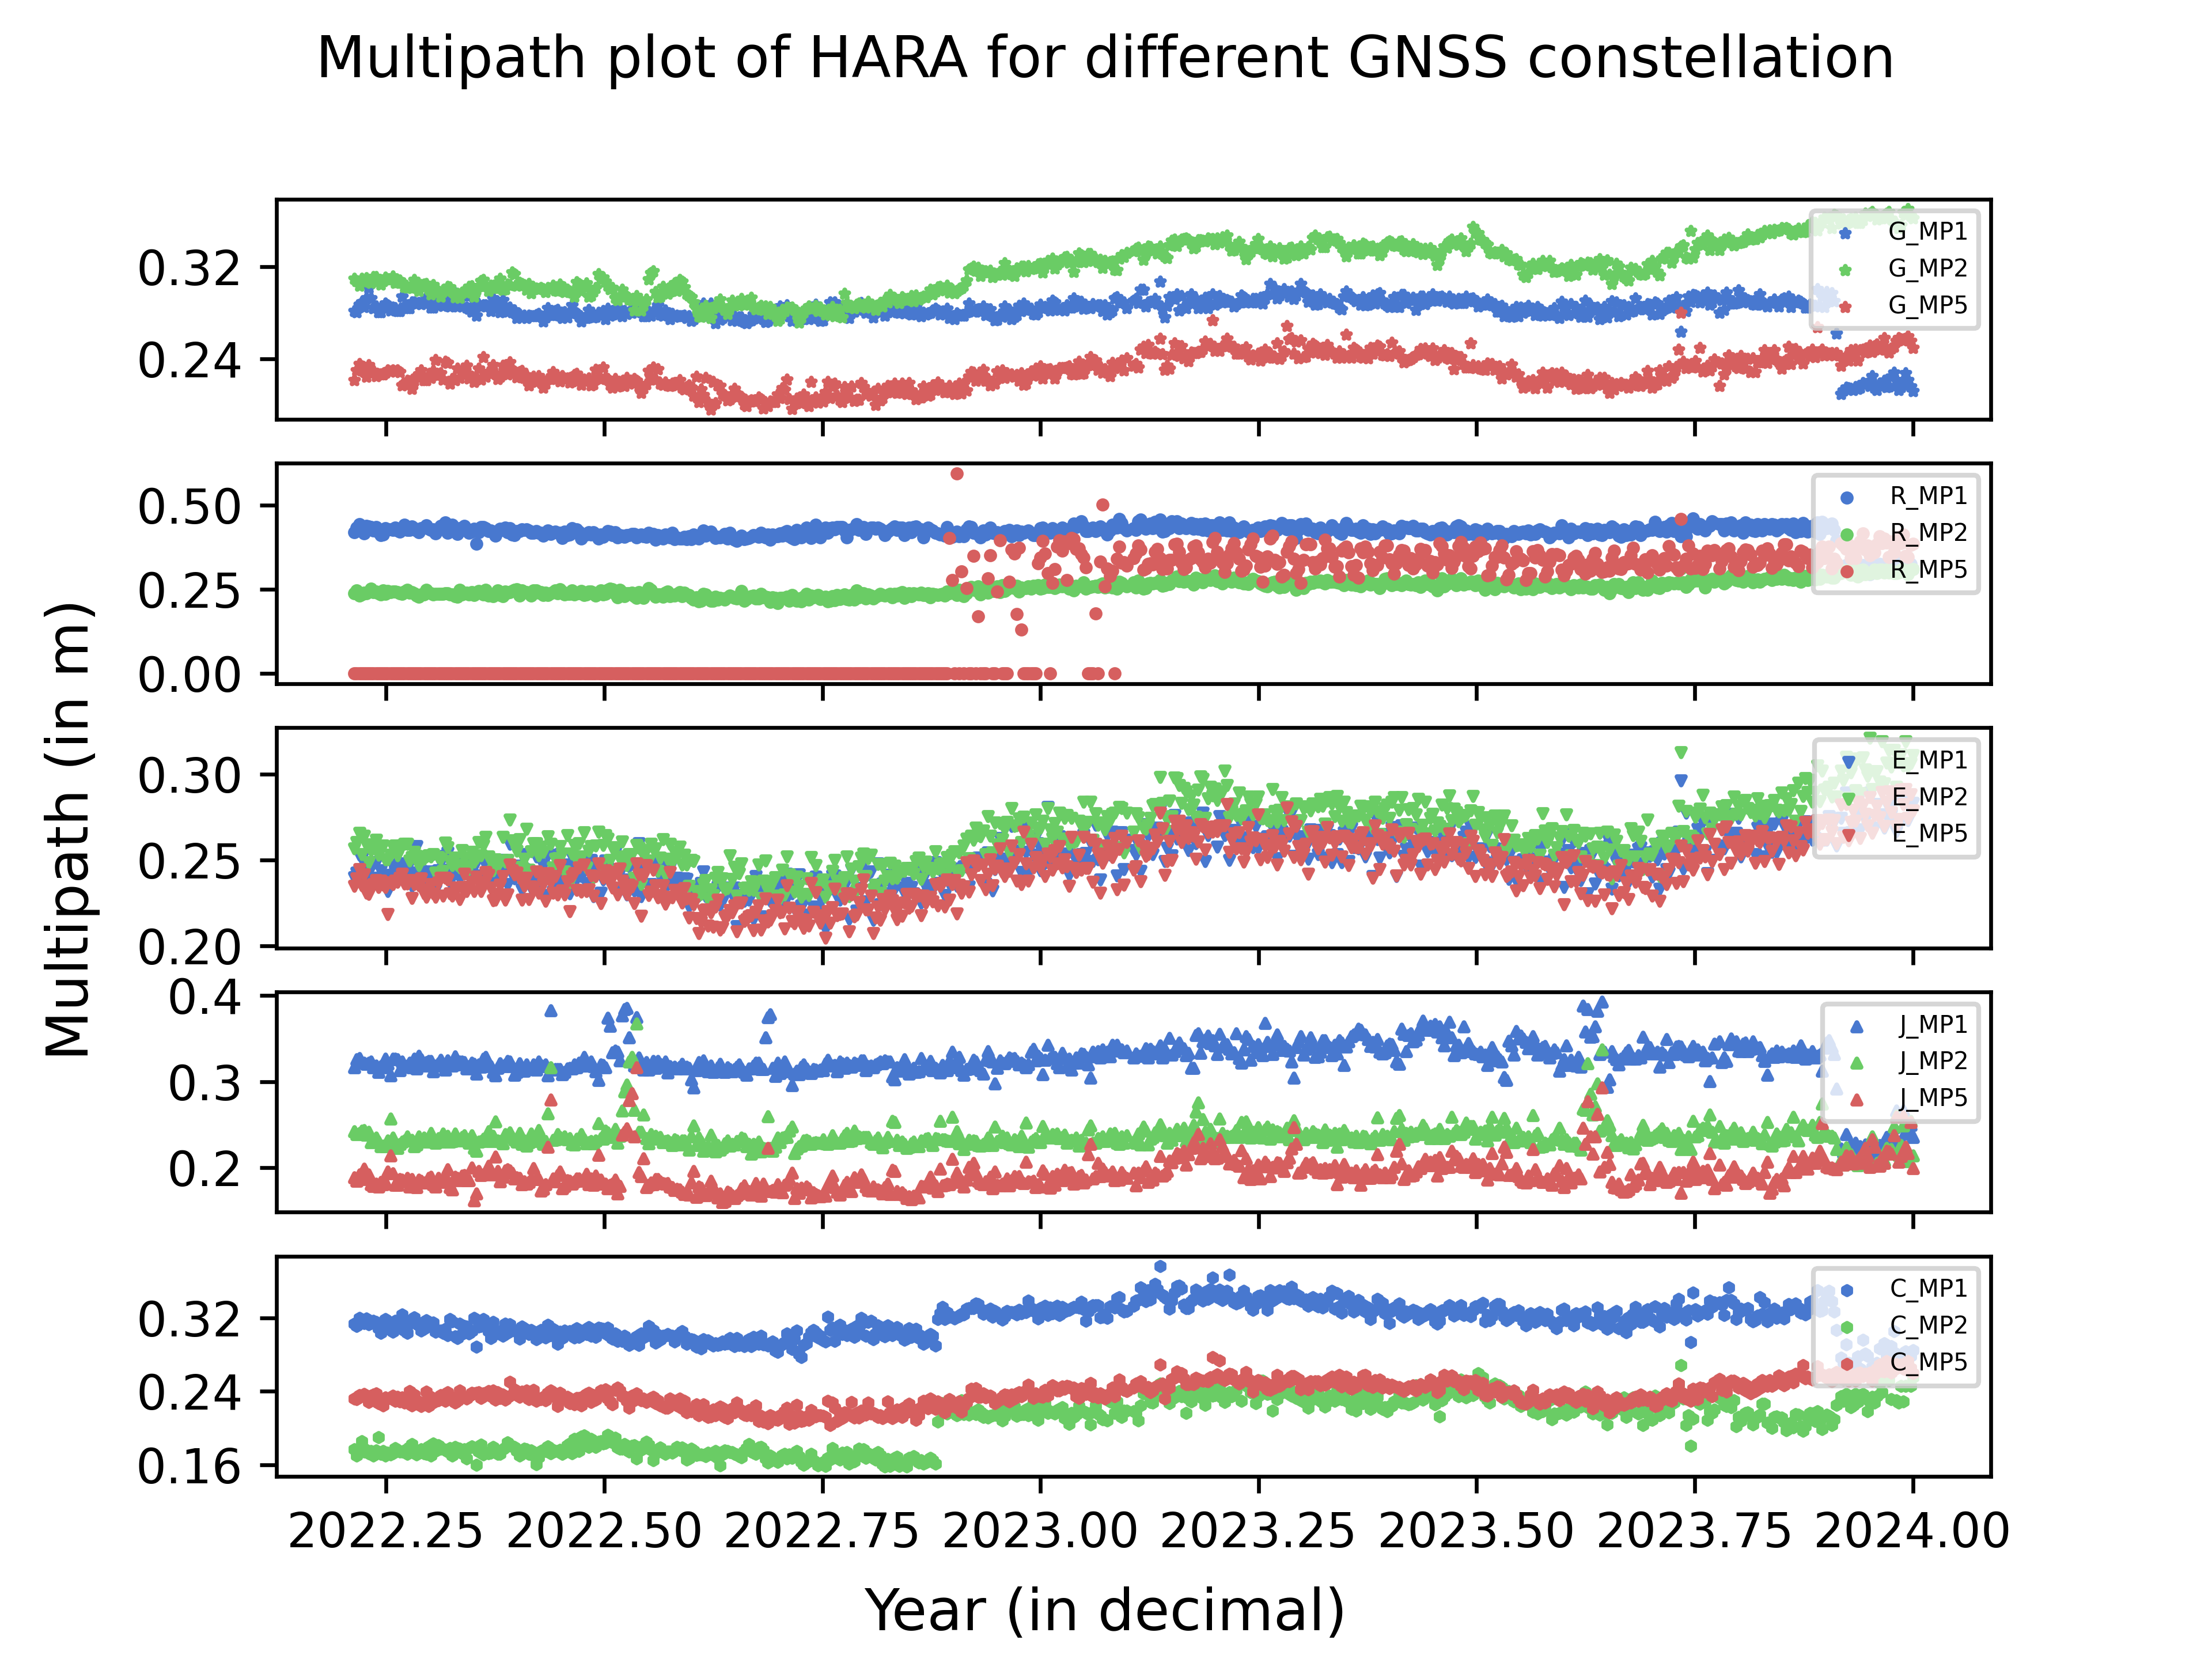 Multipath plot of HARA for different GNSS constellation
Multipath (in m)
0.32
0.24
G_MP1
G_MP2
G_MP5
0.50
0.25
0.00
R_MP1
R_MP2
R_MP5
0.30
0.25
0.20
E_MP1
E_MP2
E_MP5
0.4
0.3
0.2
J_MP1
J_MP2
J_MP5
0.32
0.24
0.16
C_MP1
C_MP2
C_MP5
2022.25 2022.50 2022.75 2023.00 2023.25 2023.50 2023.75 2024.00
Year (in decimal)